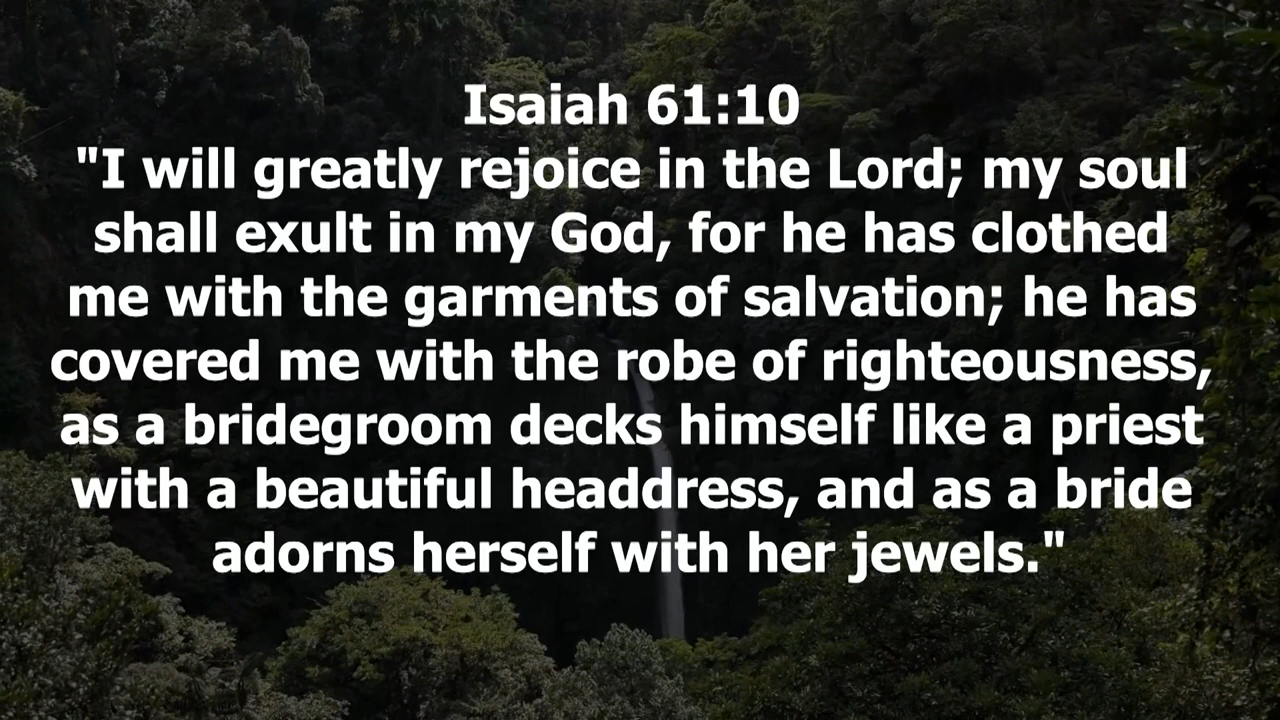 Isaiah 61:10
"I will greatly rejoice in the Lord; my soul
shall exult in my God, for he has clothed
me with the garments of salvation; he has
covered me with the robe of righteousness,
as a bridegroom decks himself like a priest
with a beautiful headdress, and as a bride
adorns herself with her jewels."